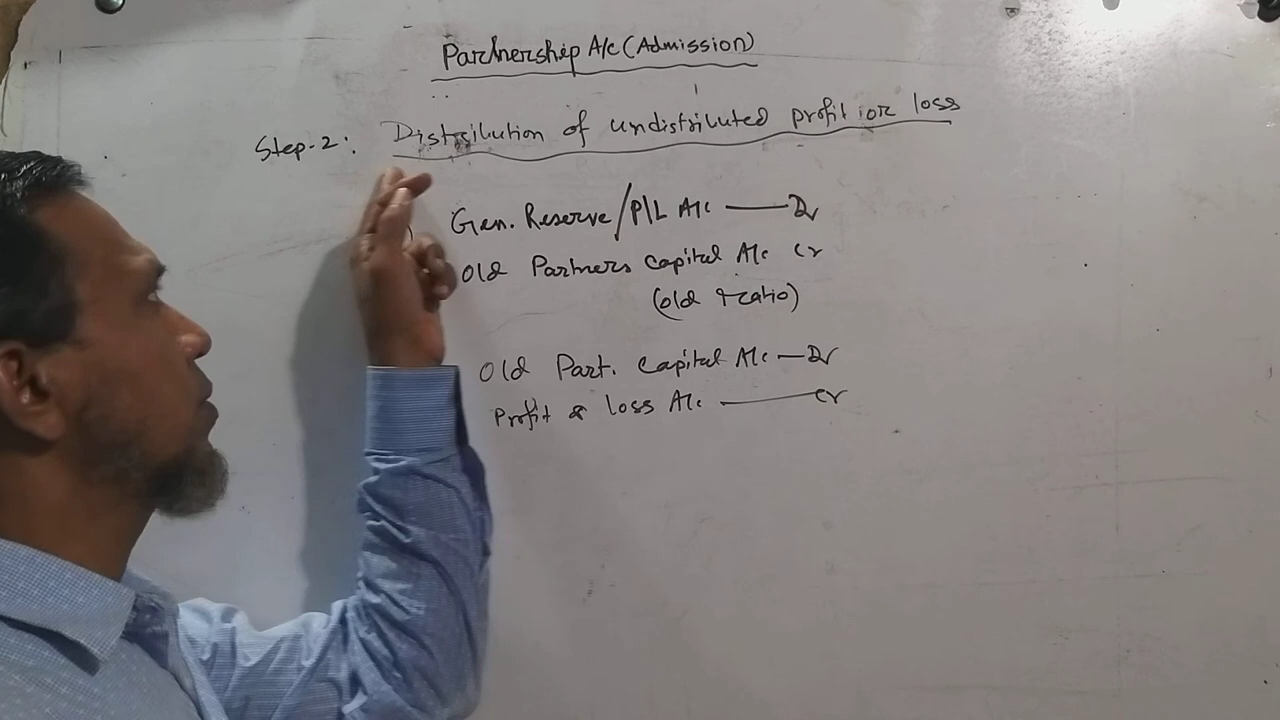 Partnership A/c (Admission)
Step-2: Distribution of undistributed profit or loss
Gen. Reserve/P/L A/c — Dr
Old Partners Capital A/c Cr
(old ratio)
Old Part. Capital A/c — Dr
Profit & loss A/c. — Cr